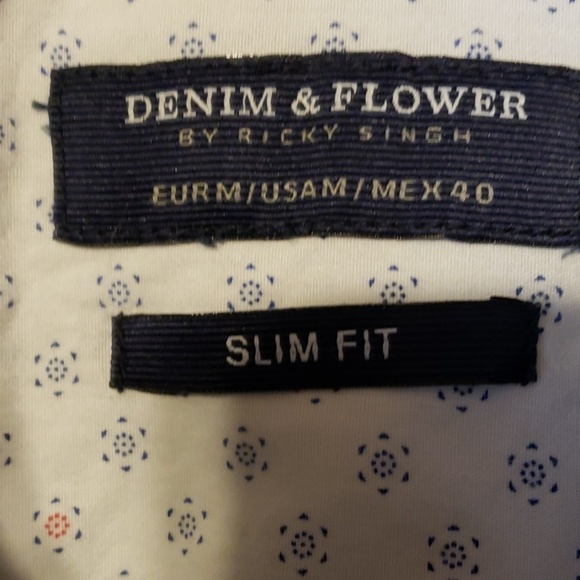 DENIM & FLOWER
BY RICKY SINGH
EUR M/USA M/MEX 40
SLIM FIT